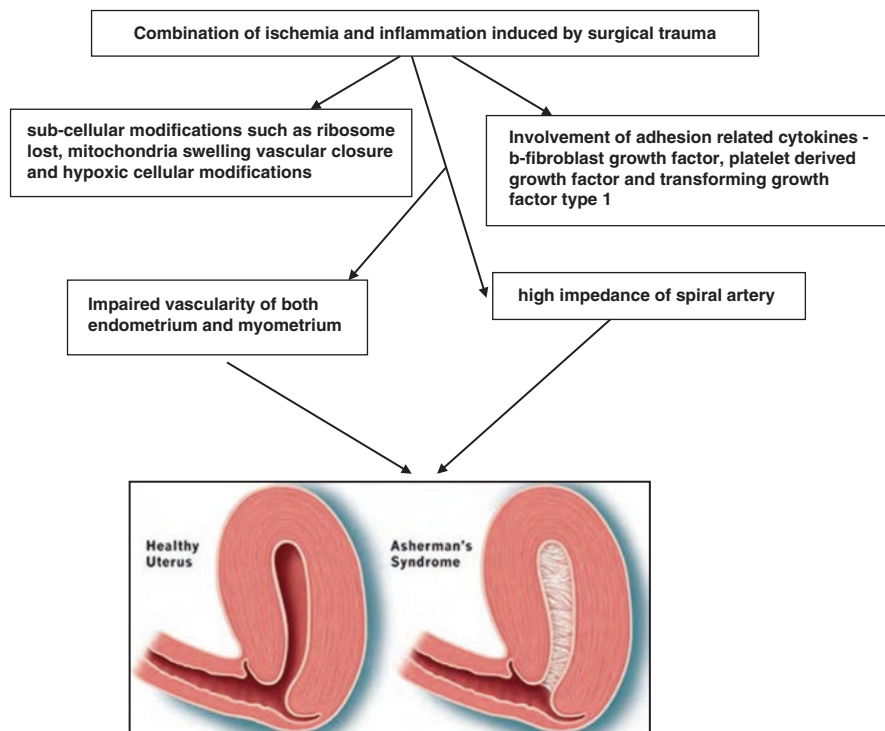 Combination of ischemia and inflammation induced by surgical trauma
sub-cellular modifications such as ribosome
lost, mitochondria swelling vascular closure
and hypoxic cellular modifications
Involvement of adhesion related cytokines -
b-fibroblast growth factor, platelet derived
growth factor and transforming growth
factor type 1
Impaired vascularity of both
endometrium and myometrium
high impedance of spiral artery
Healthy
Uterus
Asherman's
Syndrome